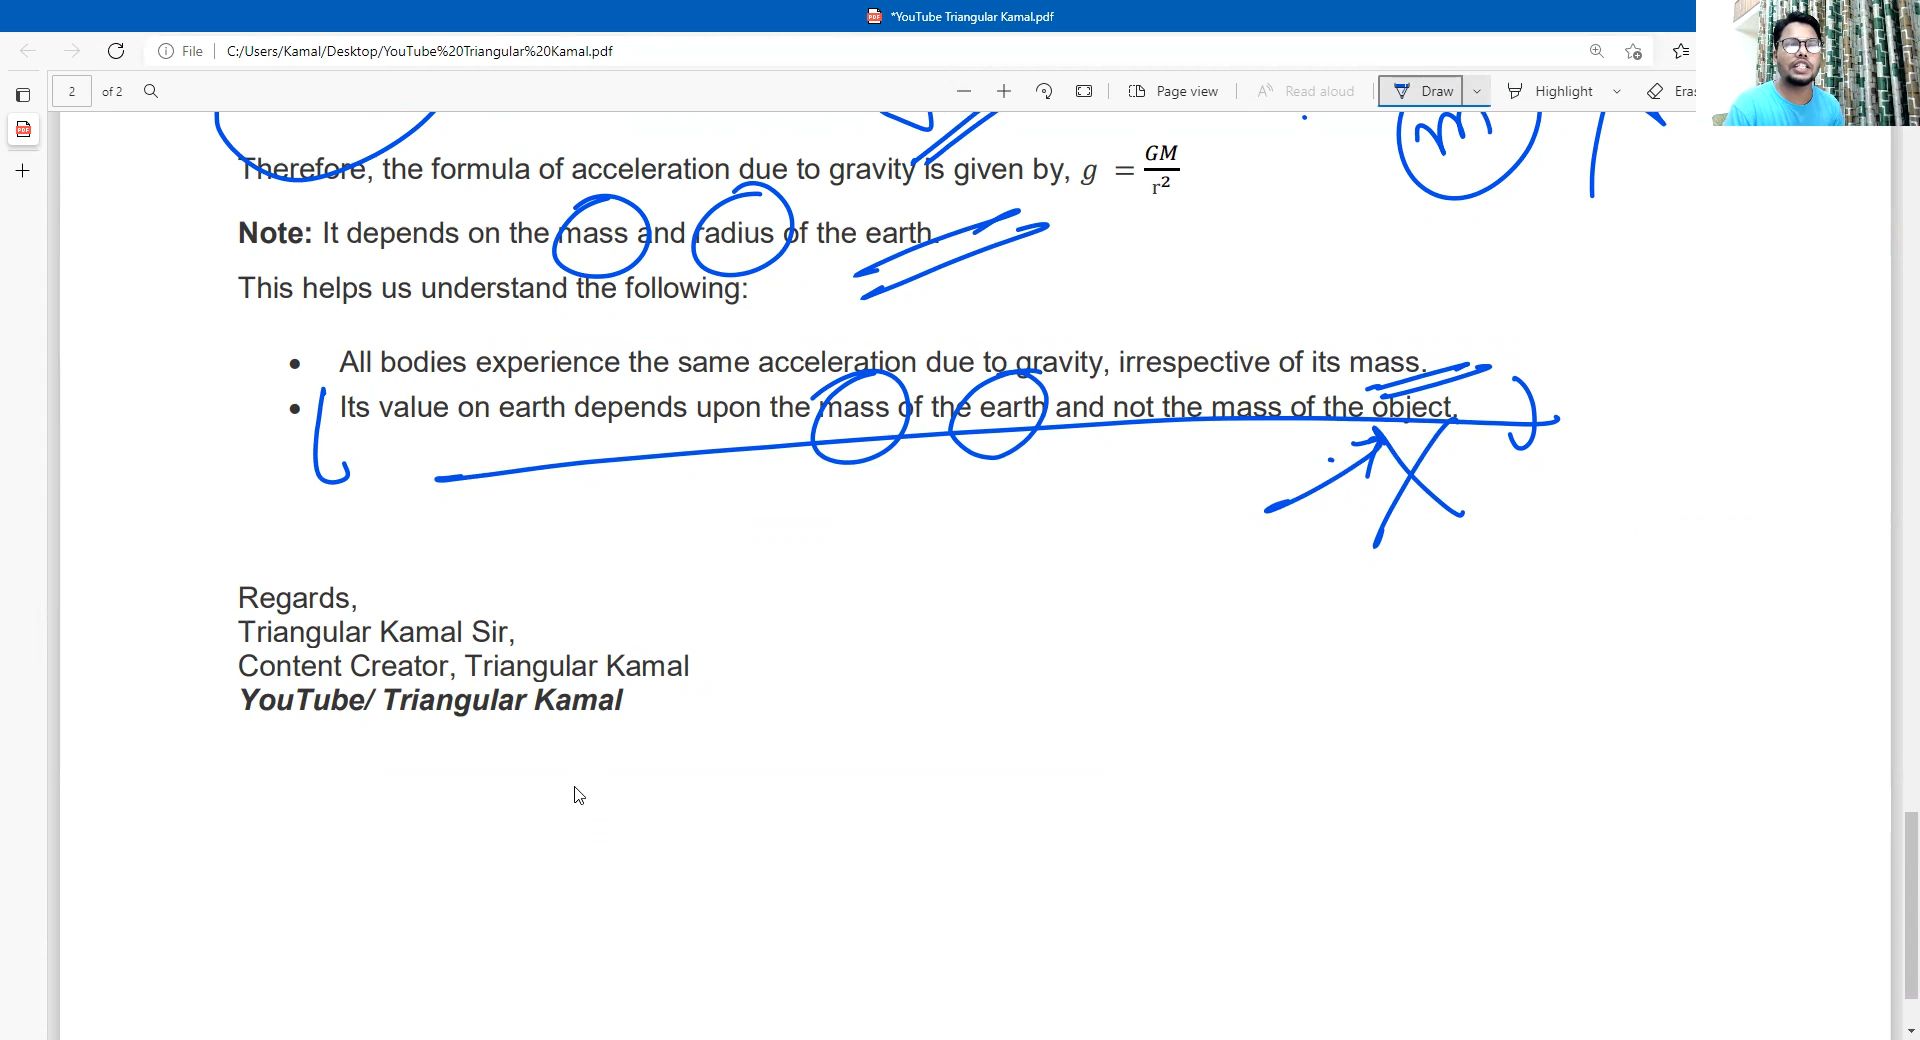 *YouTube Triangular Kamal.pdf
File C:/Users/Kamal/Desktop/YouTube%20Triangular%20Kamal.pdf
2 of 2 Page view Read aloud Draw Highlight Eras
m
Therefore, the formula of acceleration due to gravity is given by, g = GM/r²
Note: It depends on the mass and radius of the earth.
This helps us understand the following:
• All bodies experience the same acceleration due to gravity, irrespective of its mass.
• Its value on earth depends upon the mass of the earth and not the mass of the object.
Regards,
Triangular Kamal Sir,
Content Creator, Triangular Kamal
YouTube/ Triangular Kamal